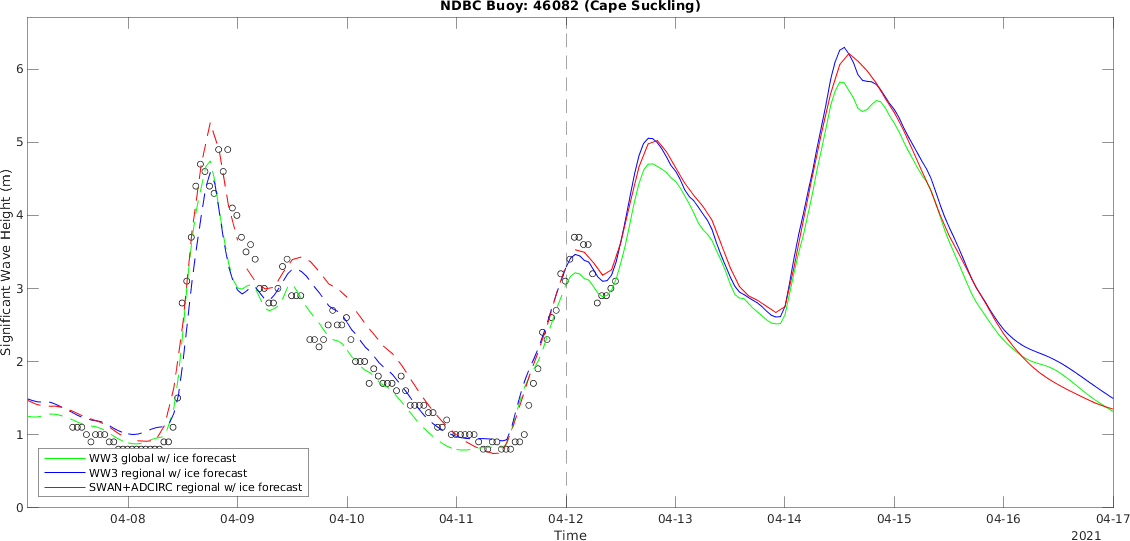 NDBC Buoy: 46082 (Cape Suckling)
Significant Wave Height (m)
6
5
4
3
2
1
0
WW3 global w/ ice forecast
WW3 regional w/ ice forecast
SWAN+ADCIRC regional w/ ice forecast
04-08 04-09 04-10 04-11 04-12 04-13 04-14 04-15 04-16 04-17
Time
2021